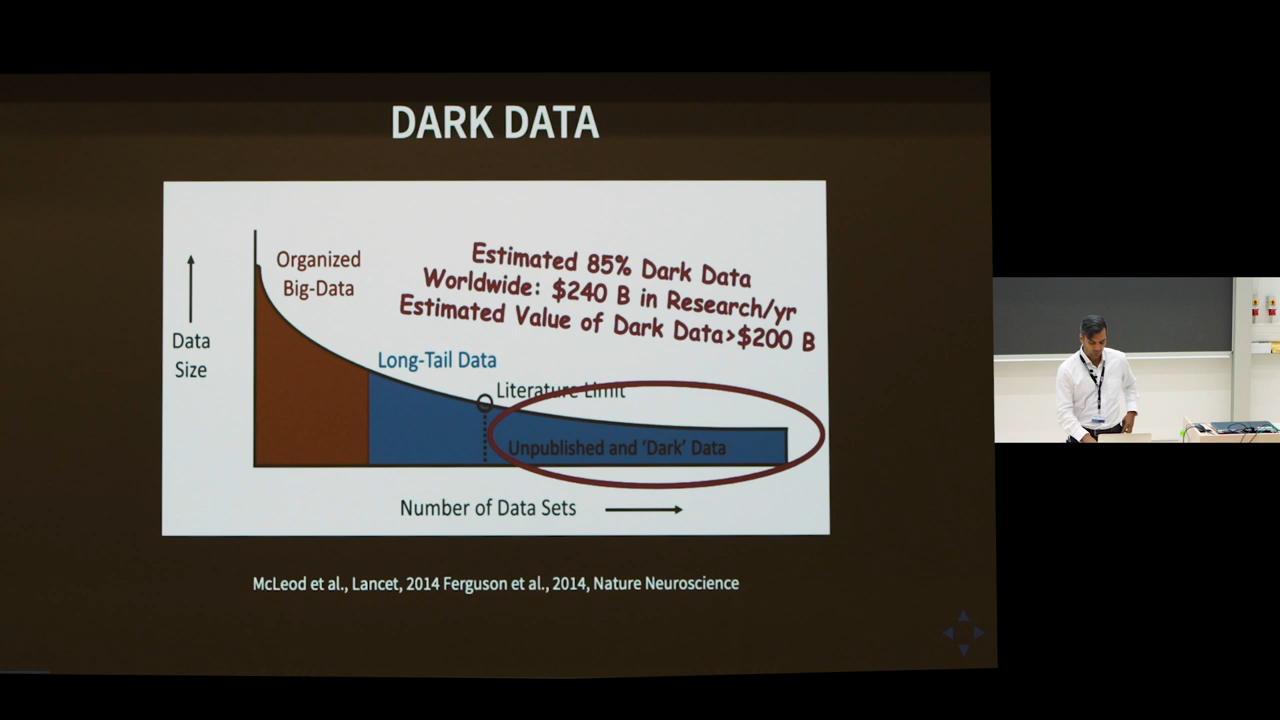 DARK DATA
Organized
Big-Data
Estimated 85% Dark Data
Worldwide: $240 B in Research/yr
Estimated Value of Dark Data>$200 B
Data
Size
Long-Tail Data
Literature Limit
Unpublished and ‘Dark’ Data
Number of Data Sets
McLeod et al., Lancet, 2014 Ferguson et al., 2014, Nature Neuroscience